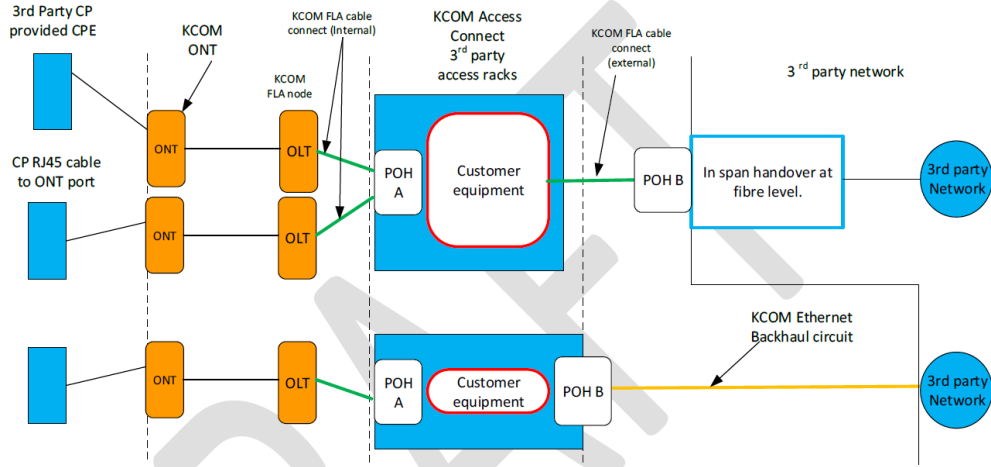 3rd Party CP
provided CPE
KCOM
ONT
KCOM FLA cable
connect (Internal)
KCOM Access
Connect
3rd party
access racks
KCOM FLA cable
connect
(external)
3 rd party network
KCOM
FLA node
CP RJ45 cable
to ONT port
ONT
OLT
POH
A
Customer
equipment
POH B
In span handover at
fibre level.
3rd party
Network
ONT
OLT
KCOM Ethernet
Backhaul circuit
ONT
OLT
POH
A
Customer
equipment
POH B
3rd party
Network
DRAFT